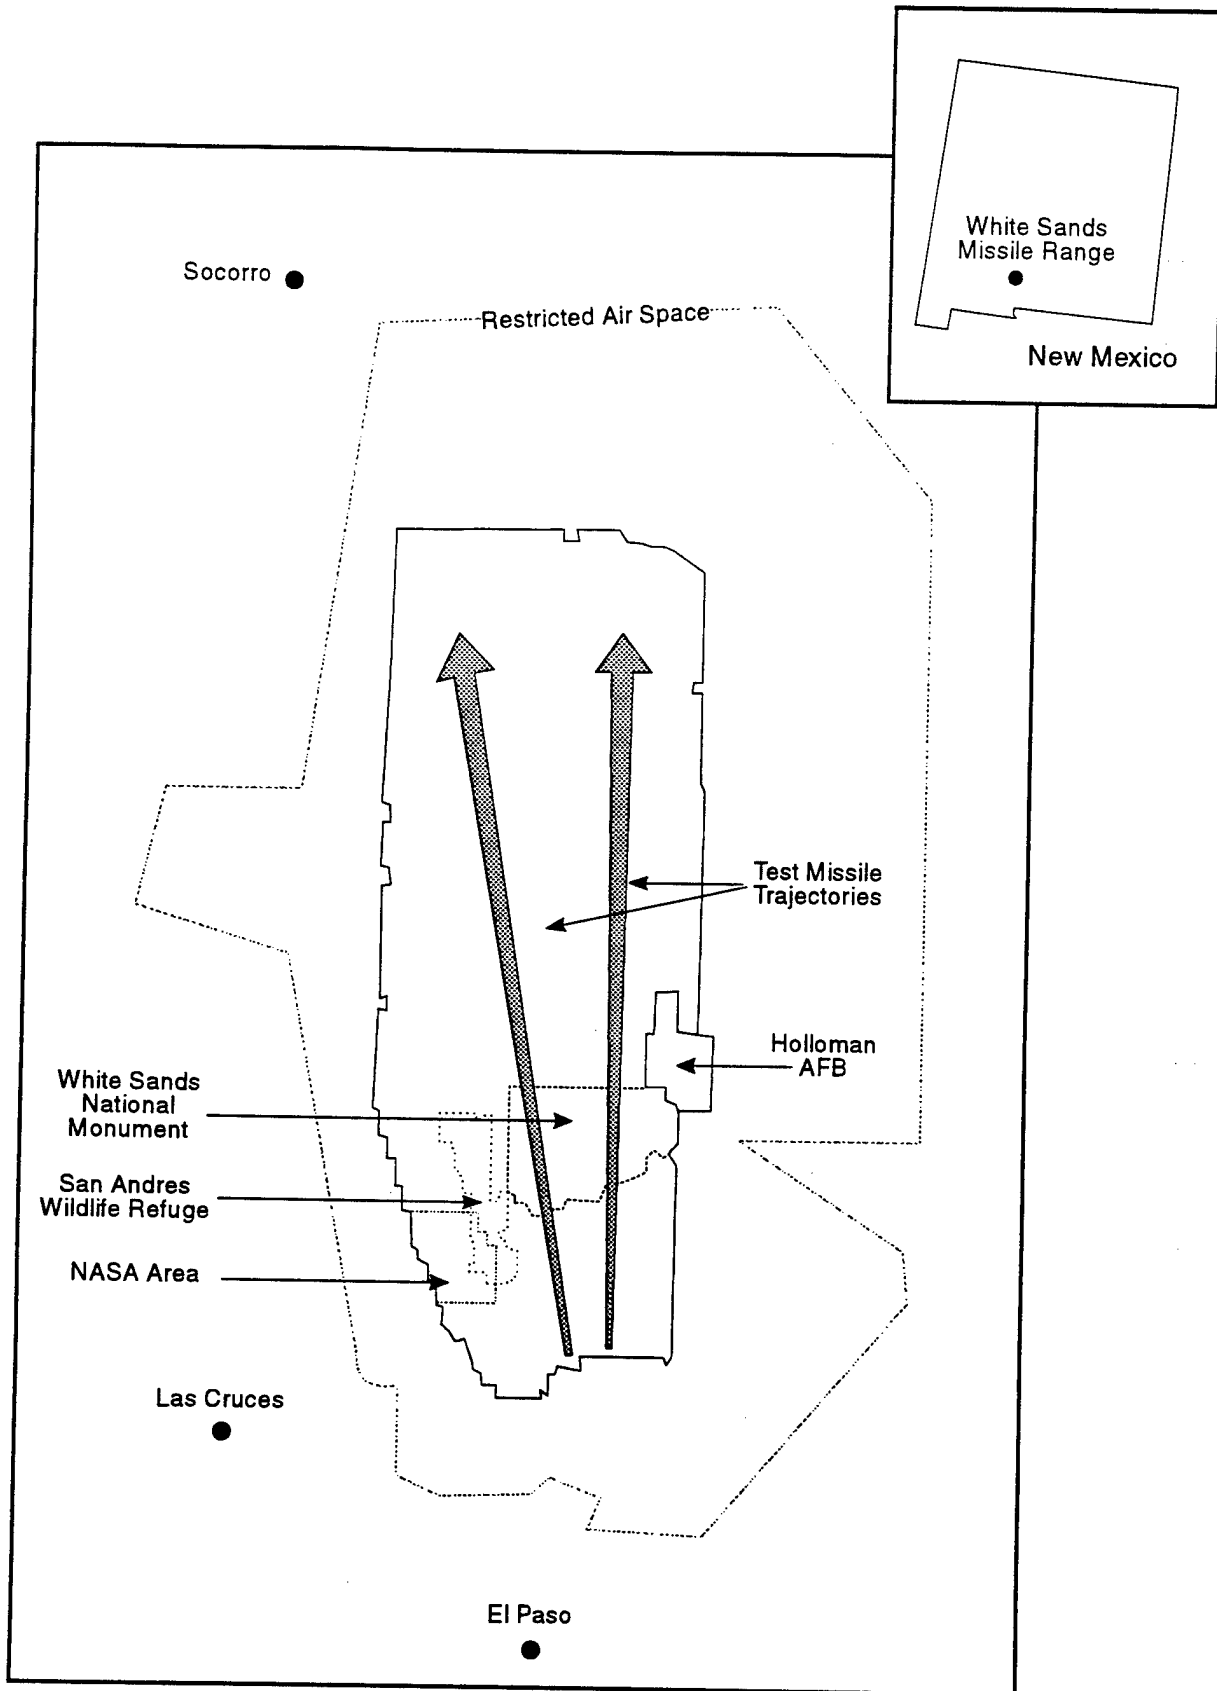 White Sands
Missile Range
New Mexico
Socorro
Restricted Air Space
Test Missile
Trajectories
Holloman
AFB
White Sands
National
Monument
San Andres
Wildlife Refuge
NASA Area
Las Cruces
El Paso